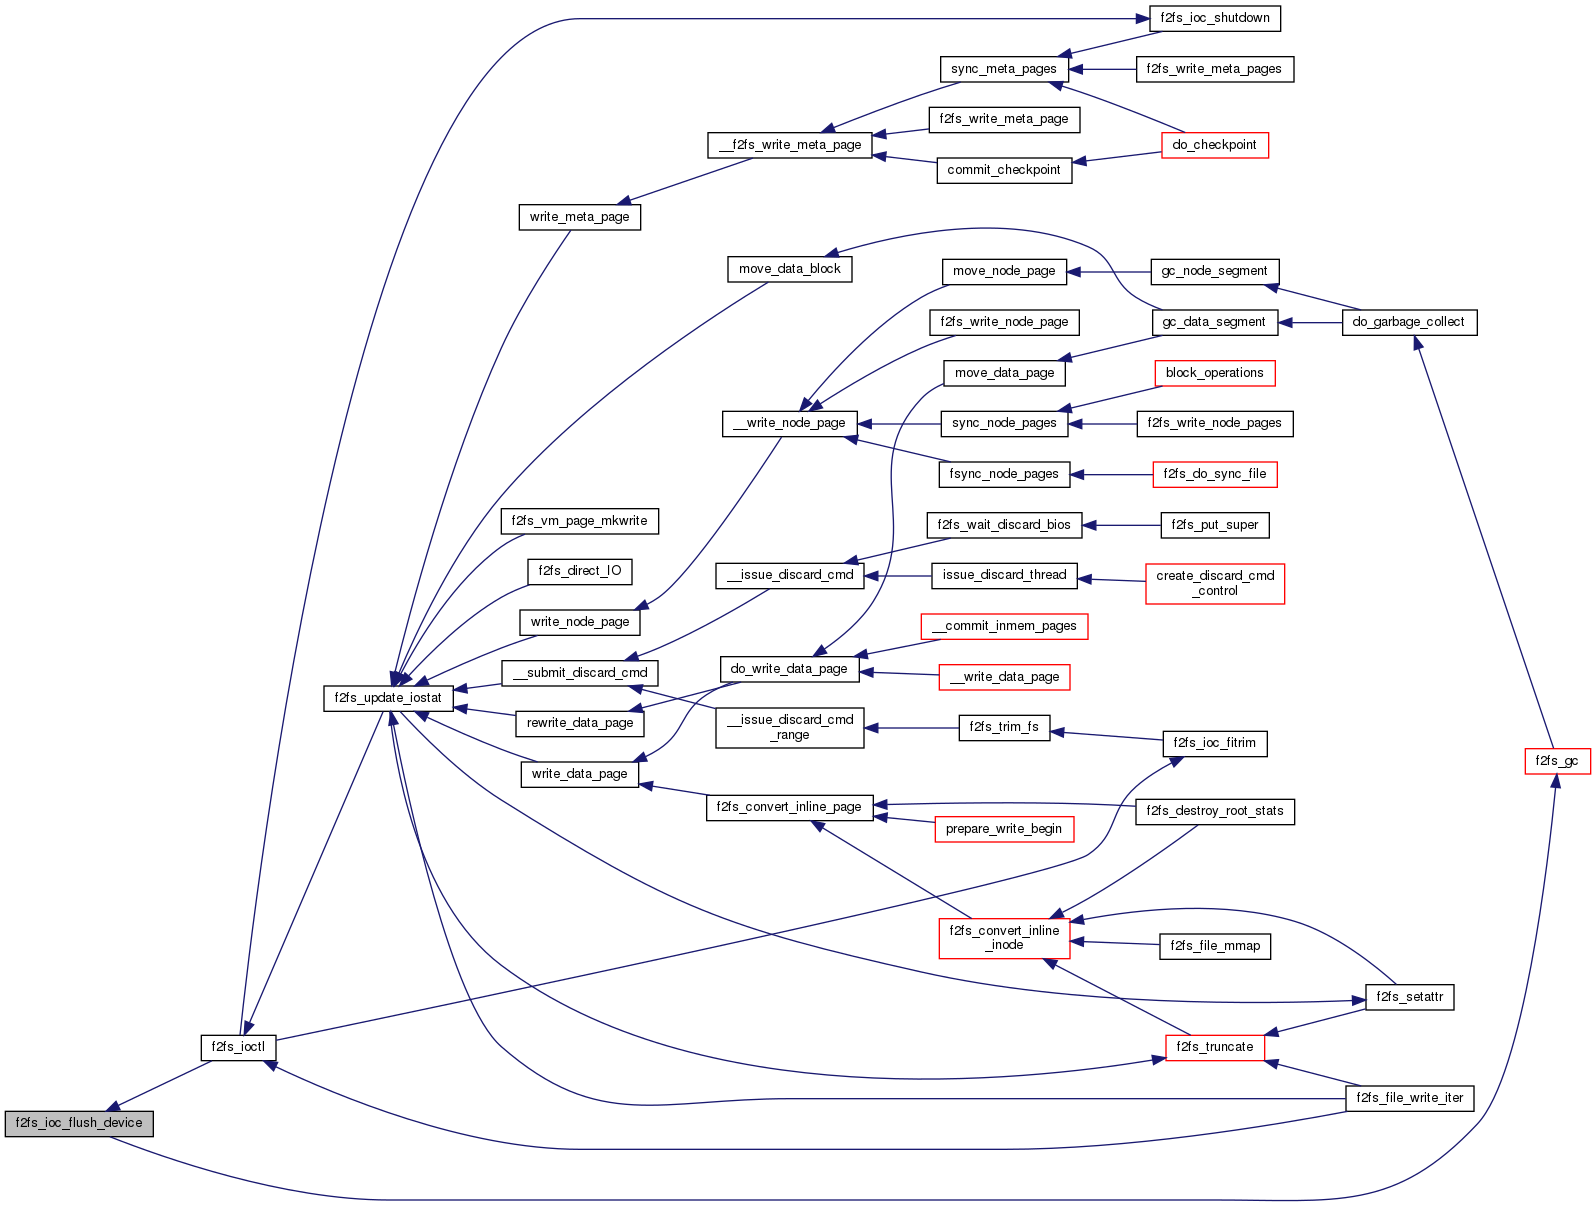 f2fs_ioc_shutdown
sync_meta_pages
f2fs_write_meta_pages
f2fs_write_meta_page
__f2fs_write_meta_page
do_checkpoint
commit_checkpoint
write_meta_page
move_data_block
move_node_page
gc_node_segment
f2fs_write_node_page
gc_data_segment
do_garbage_collect
move_data_page
block_operations
__write_node_page
sync_node_pages
f2fs_write_node_pages
fsync_node_pages
f2fs_do_sync_file
f2fs_vm_page_mkwrite
f2fs_wait_discard_bios
f2fs_put_super
f2fs_direct_IO
__issue_discard_cmd
issue_discard_thread
create_discard_cmd
_control
write_node_page
__commit_inmem_pages
__submit_discard_cmd
do_write_data_page
__write_data_page
f2fs_update_iostat
rewrite_data_page
__issue_discard_cmd
_range
f2fs_trim_fs
f2fs_ioc_fitrim
f2fs_gc
write_data_page
f2fs_convert_inline_page
f2fs_destroy_root_stats
prepare_write_begin
f2fs_convert_inline
_inode
f2fs_file_mmap
f2fs_setattr
f2fs_ioctl
f2fs_truncate
f2fs_file_write_iter
f2fs_ioc_flush_device